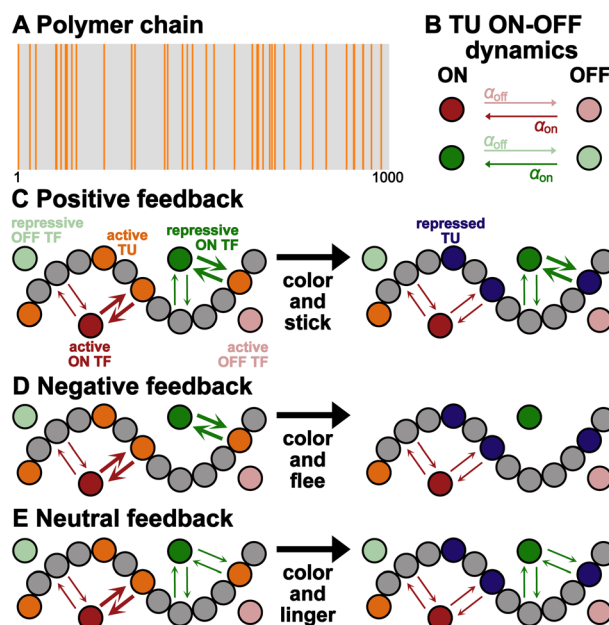 A Polymer chain
1
1000
B TU ON-OFF
dynamics
ON
OFF
αoff
αon
αoff
αon
C Positive feedback
repressive
OFF TF
active
TU
repressive
ON TF
active
ON TF
active
OFF TF
color
and
stick
repressed
TU
D Negative feedback
color
and
flee
E Neutral feedback
color
and
linger